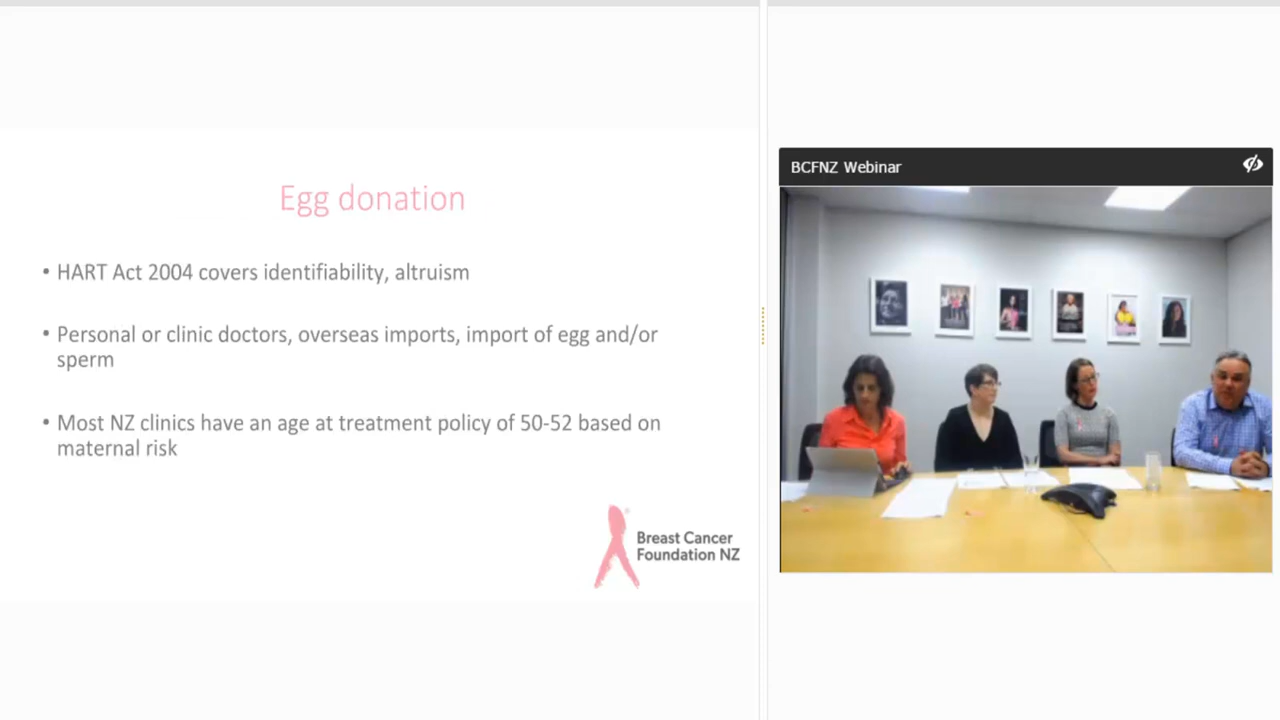 Egg donation
• HART Act 2004 covers identifiability, altruism
• Personal or clinic doctors, overseas imports, import of egg and/or
sperm
• Most NZ clinics have an age at treatment policy of 50-52 based on
maternal risk
Breast Cancer
Foundation NZ
BCFNZ Webinar